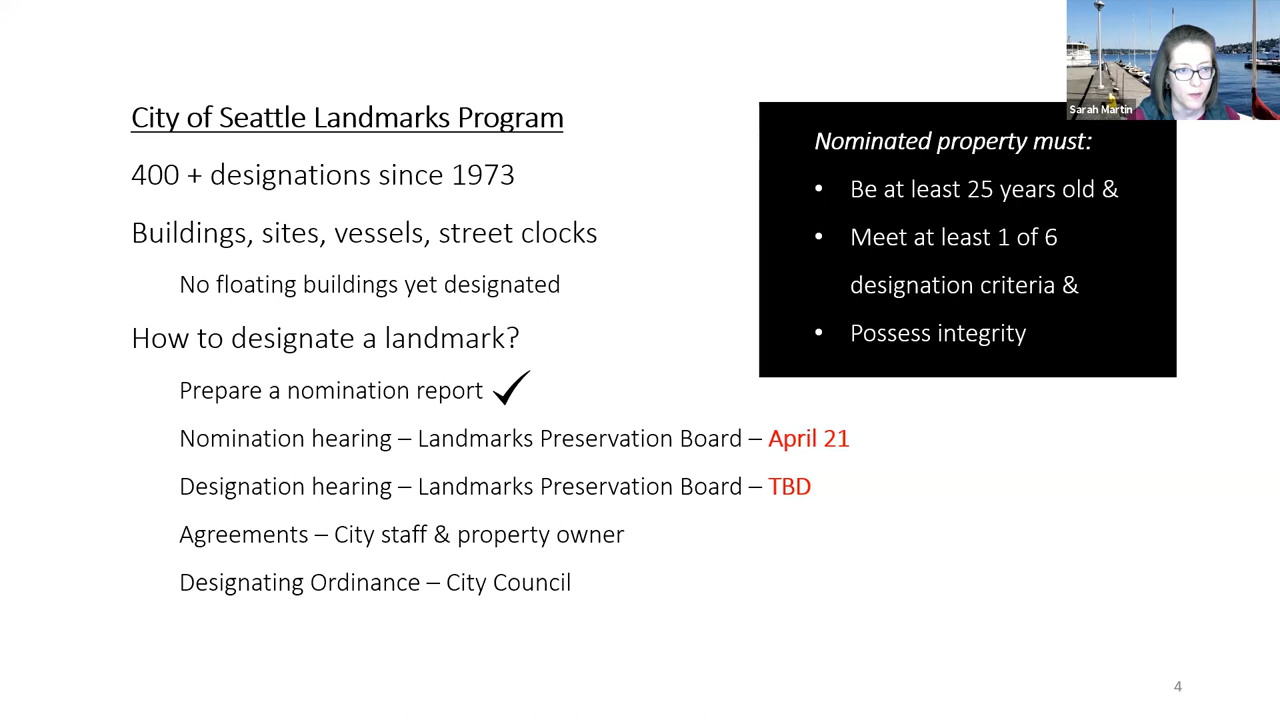 City of Seattle Landmarks Program
400 + designations since 1973
Buildings, sites, vessels, street clocks
No floating buildings yet designated
How to designate a landmark?
Prepare a nomination report
Nomination hearing – Landmarks Preservation Board – April 21
Designation hearing – Landmarks Preservation Board – TBD
Agreements – City staff & property owner
Designating Ordinance – City Council
Sarah Martin
Nominated property must:
• Be at least 25 years old &
• Meet at least 1 of 6
designation criteria &
• Possess integrity
4